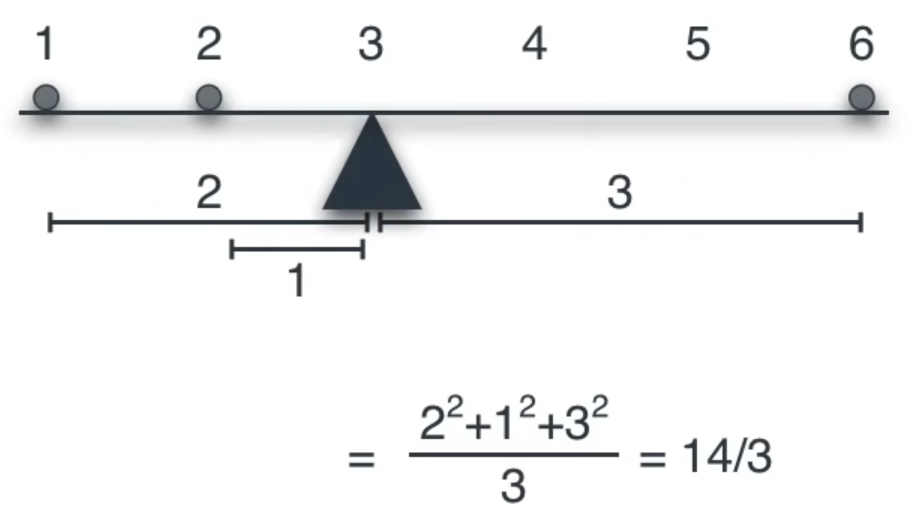 1 2 3 4 5 6
2 3
1
= 2²+1²+3²/3 = 14/3